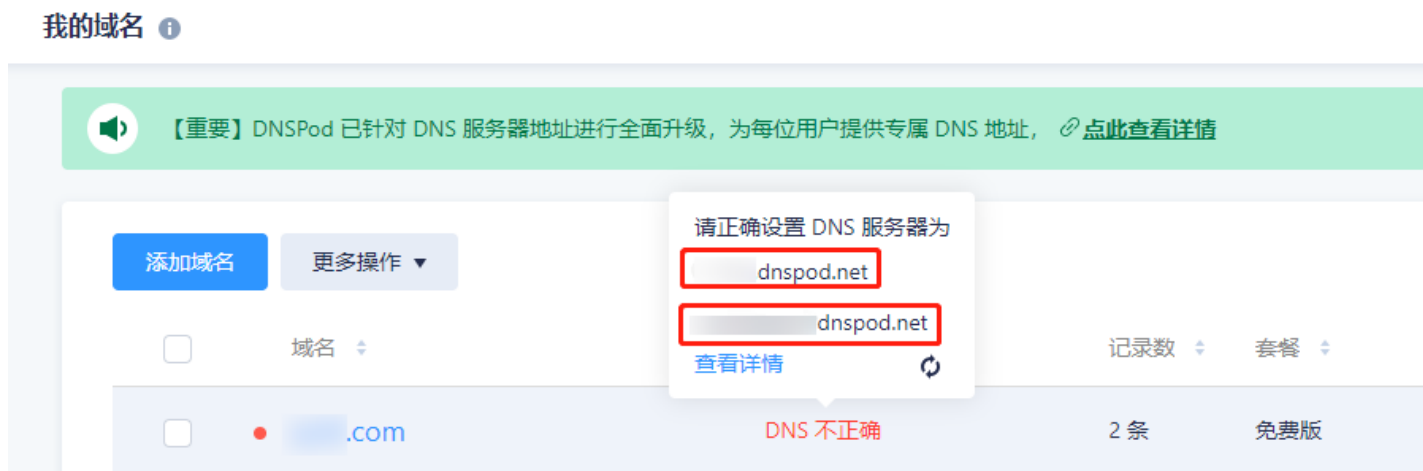 我的域名
【重要】DNSPod 已针对 DNS 服务器地址进行全面升级，为每位用户提供专属 DNS 地址， 点此查看详情
请正确设置 DNS 服务器为
dnspod.net
dnspod.net
查看详情
添加域名 更多操作
域名 记录数 套餐
.com DNS 不正确 2 条 免费版